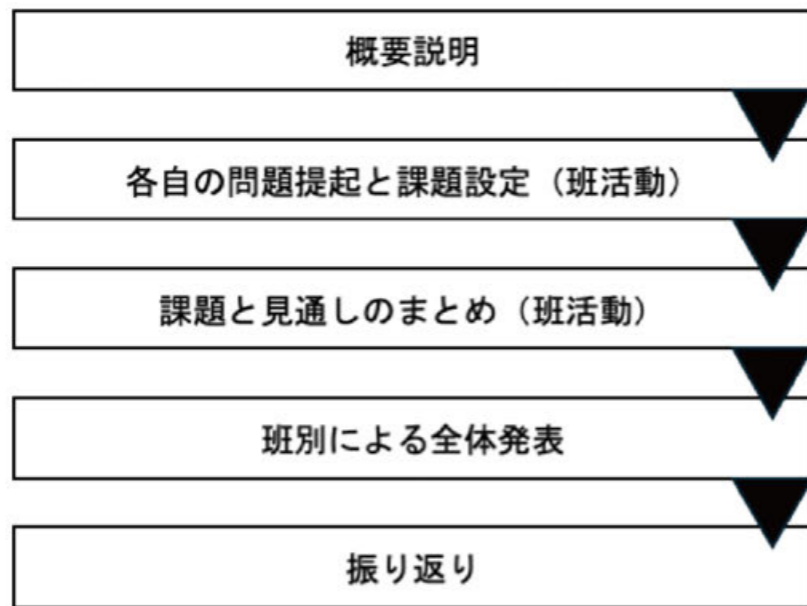 概要説明
各自の問題提起と課題設定（班活動）
課題と見通しのまとめ（班活動）
班別による全体発表
振り返り